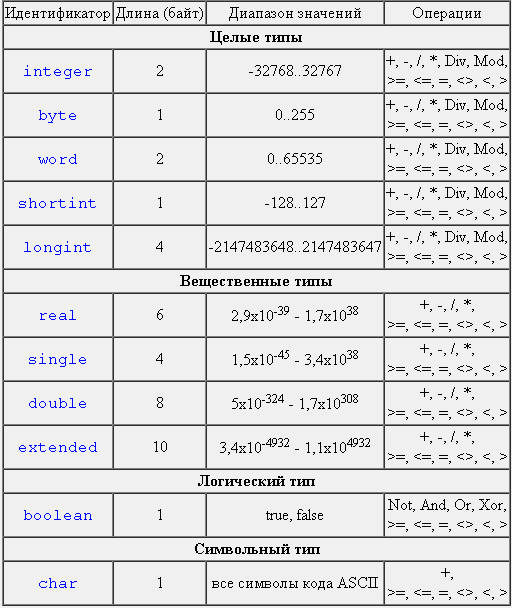 Идентификатор Длина (байт) Диапазон значений Операции
Целые типы
integer 2 -32768..32767 +, -, /, *, Div, Mod,
>=, <=, =, <>, <, >
byte 1 0..255 +, -, /, *, Div, Mod,
>=, <=, =, <>, <, >
word 2 0..65535 +, -, /, *, Div, Mod,
>=, <=, =, <>, <, >
shortint 1 -128..127 +, -, /, *, Div, Mod,
>=, <=, =, <>, <, >
longint 4 -2147483648..2147483647 +, -, /, *, Div, Mod,
>=, <=, =, <>, <, >
Вещественные типы
real 6 2,9x10^-39 - 1,7x10^38 +, -, /, *,
>=, <=, =, <>, <, >
single 4 1,5x10^-45 - 3,4x10^38 +, -, /, *,
>=, <=, =, <>, <, >
double 8 5x10^-324 - 1,7x10^308 +, -, /, *,
>=, <=, =, <>, <, >
extended 10 3,4x10^-4932 - 1,1x10^4932 +, -, /, *,
>=, <=, =, <>, <, >
Логический тип
boolean 1 true, false Not, And, Or, Xor,
>=, <=, =, <>, <, >
Символьный тип
char 1 все символы кода ASCII +,
>=, <=, =, <>, <, >